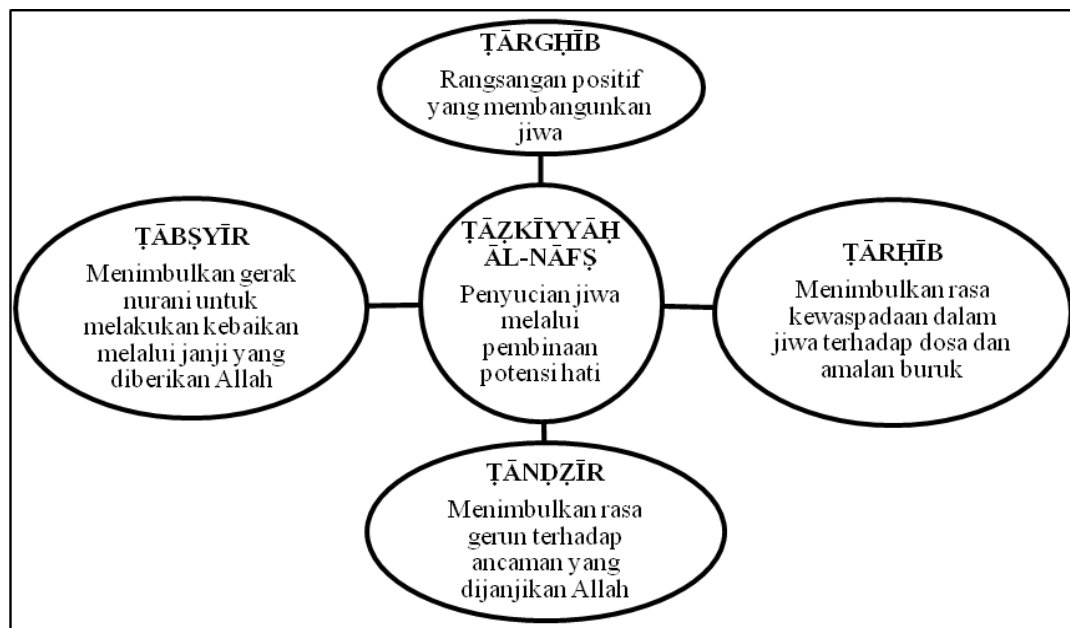 ṬĀRGḤĪB
Rangsangan positif
yang membangunkan
jiwa
ṬĀBṢYĪR
Menimbulkan gerak
nurani untuk
melakukan kebaikan
melalui janji yang
diberikan Allah
ṬĀẒKĪYYĀḤ
ĀL-NĀFṢ
Penyucian jiwa
melalui
pembinaan
potensi hati
ṬĀRḤĪB
Menimbulkan rasa
kewaspadaan dalam
jiwa terhadap dosa dan
amalan buruk
ṬĀNḌẒĪR
Menimbulkan rasa
gerun terhadap
ancaman yang
dijanjikan Allah